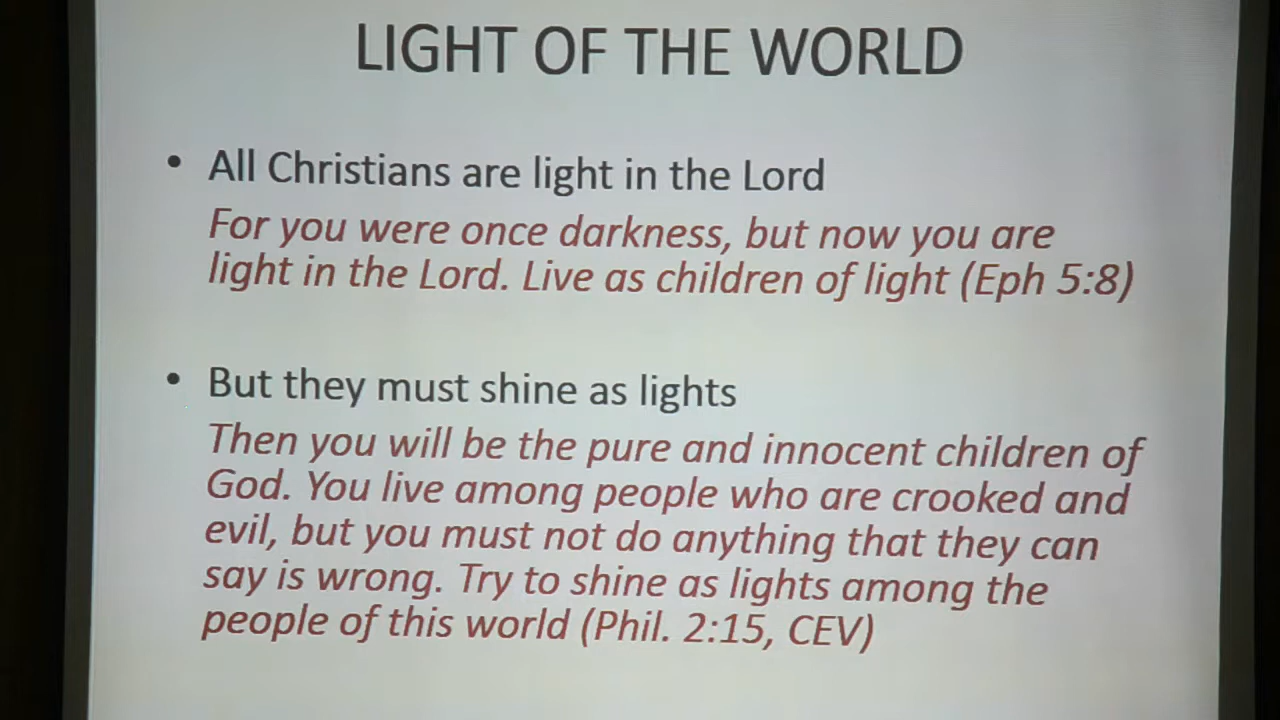 LIGHT OF THE WORLD
• All Christians are light in the Lord
For you were once darkness, but now you are
light in the Lord. Live as children of light (Eph 5:8)
• But they must shine as lights
Then you will be the pure and innocent children of
God. You live among people who are crooked and
evil, but you must not do anything that they can
say is wrong. Try to shine as lights among the
people of this world (Phil. 2:15, CEV)